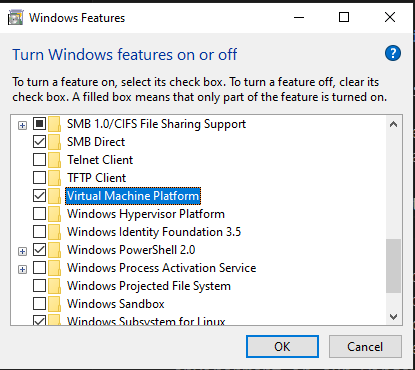 Windows Features
Turn Windows features on or off
?
To turn a feature on, select its check box. To turn a feature off, clear its
check box. A filled box means that only part of the feature is turned on.
SMB 1.0/CIFS File Sharing Support
SMB Direct
Telnet Client
TFTP Client
Virtual Machine Platform
Windows Hypervisor Platform
Windows Identity Foundation 3.5
Windows PowerShell 2.0
Windows Process Activation Service
Windows Projected File System
Windows Sandbox
Windows Subsystem for Linux
OK
Cancel